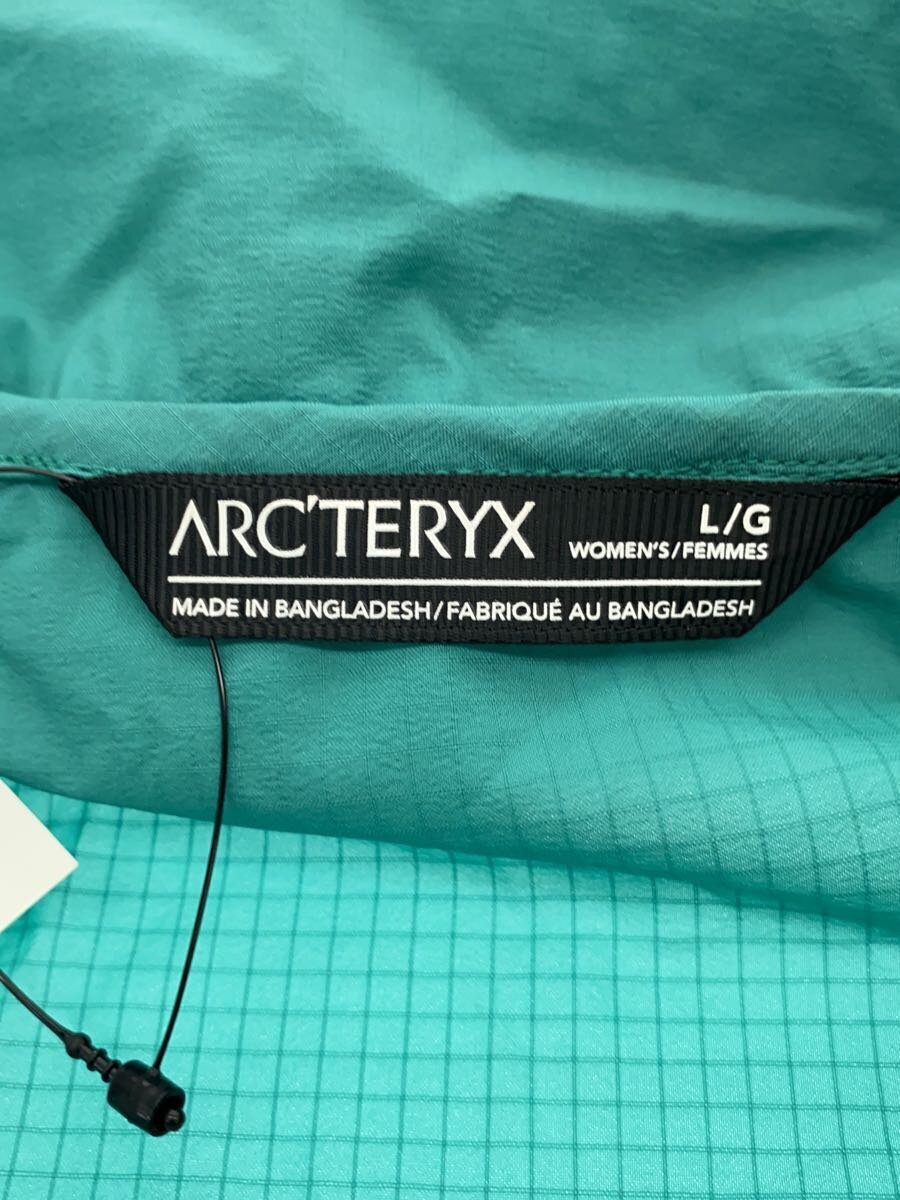 ARC'TERYX
L/G
WOMEN'S/FEMMES
MADE IN BANGLADESH/FABRIQUÉ AU BANGLADESH